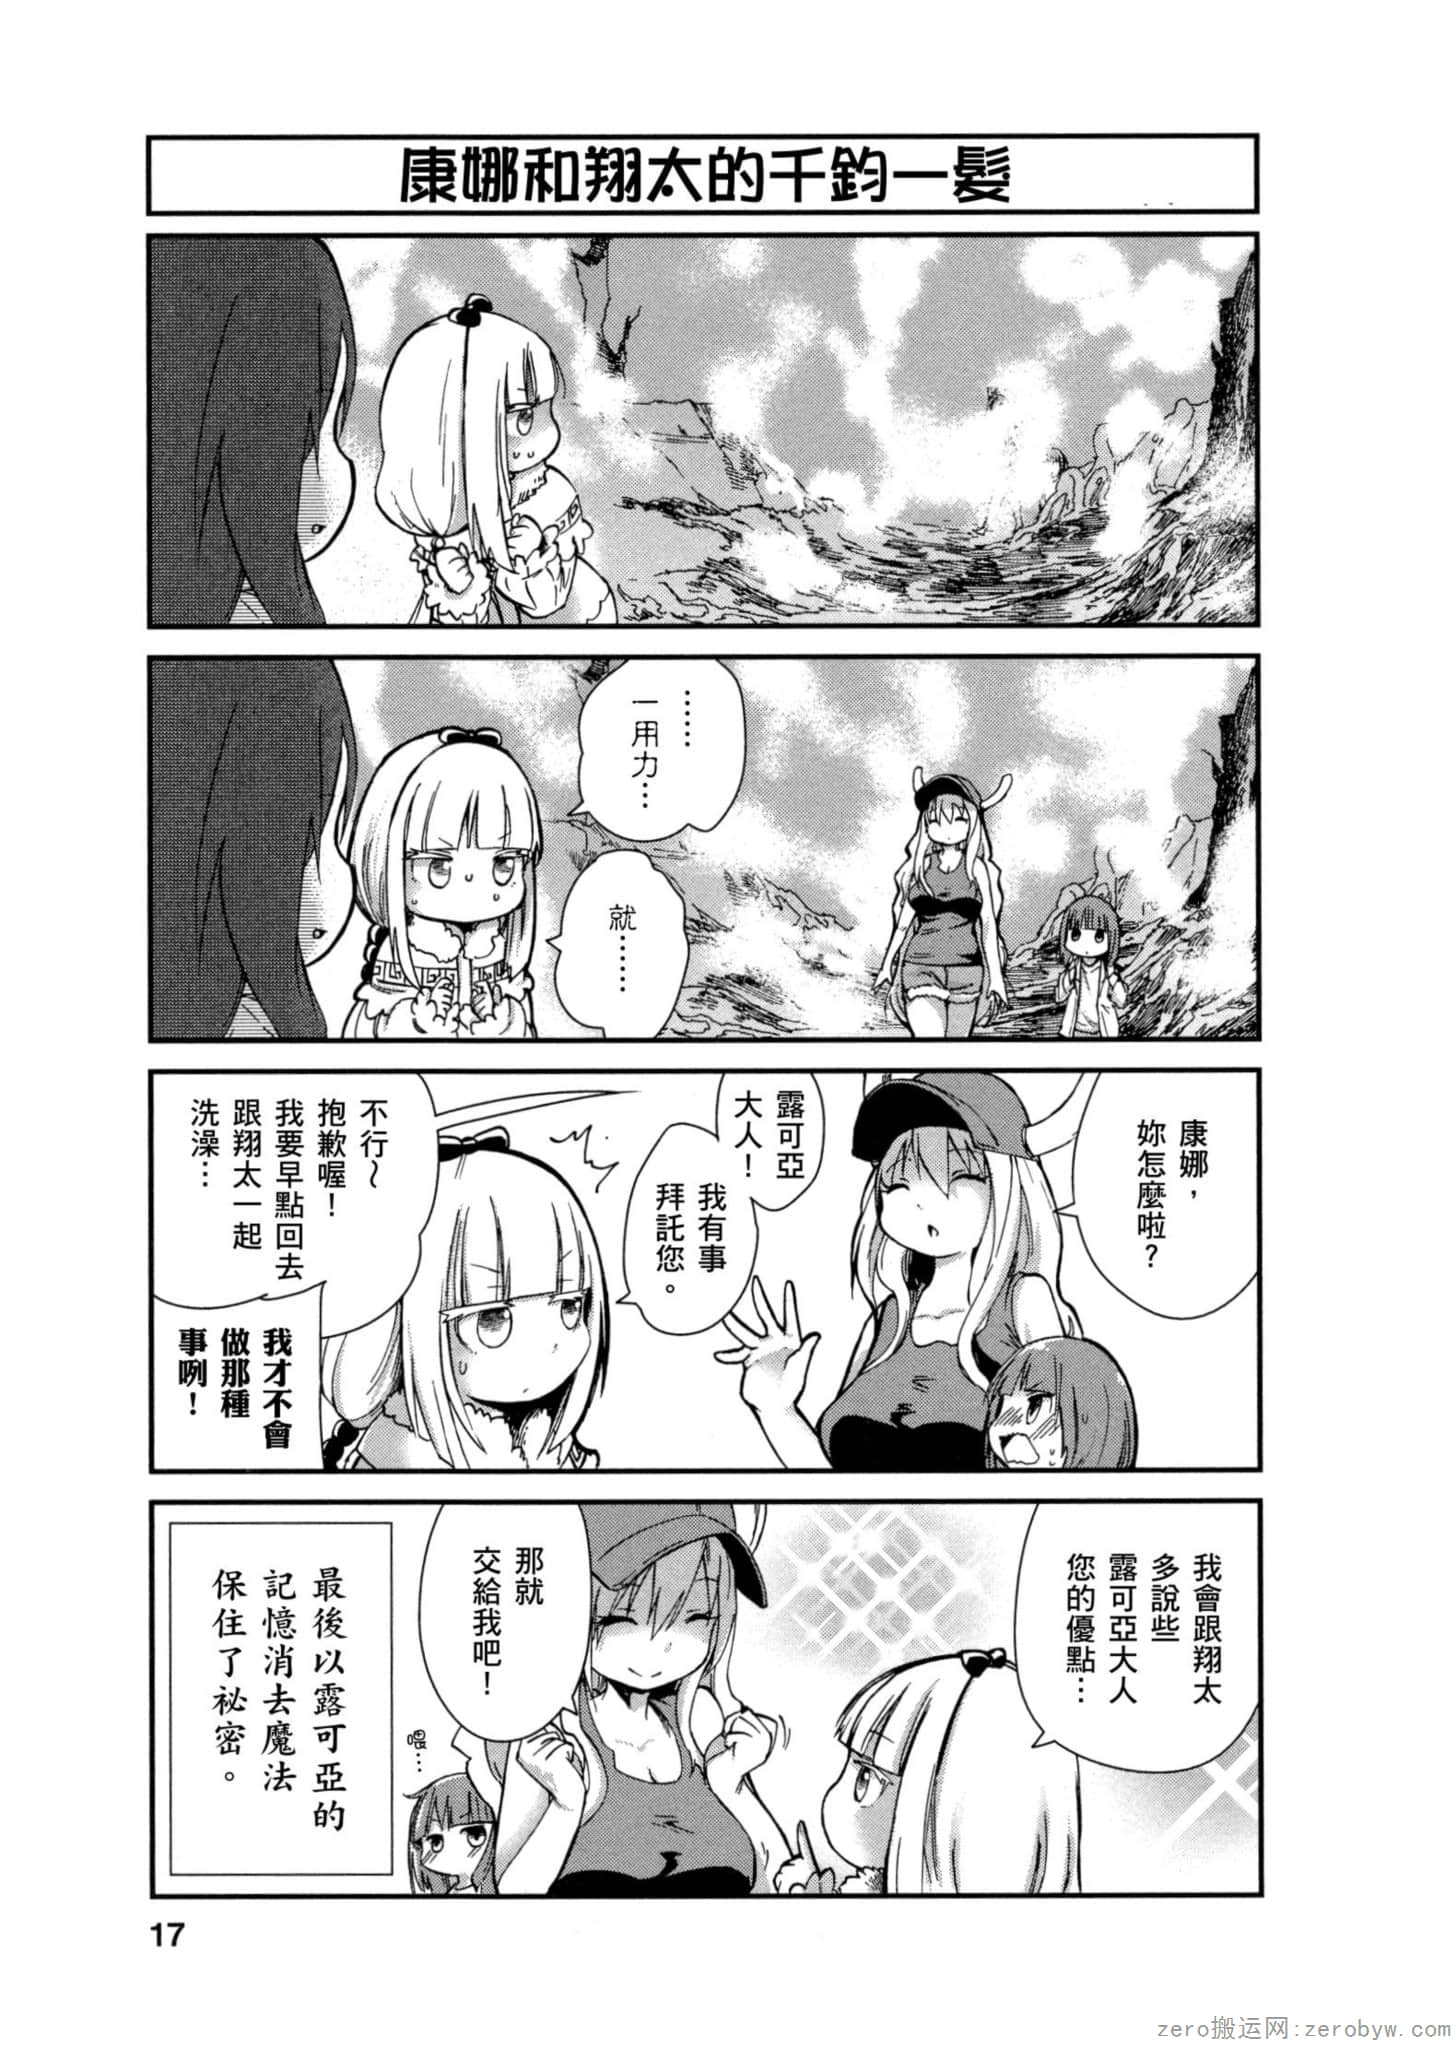 康娜和翔太的千鈞一髮
……
一用力…
就……
康娜，
妳怎麼啦？
露可亞
大人！
我有事
拜託您。
不行～
抱歉喔！
我要早點回去
跟翔太一起
洗澡…
我才不會
做那種
事咧！
我會跟翔太
多說些
露可亞大人
您的優點…
那就
交給我吧！
喂…
最後以露可亞的
記憶消去魔法
保住了祕密。
17
zero搬运网:zerobyw.com